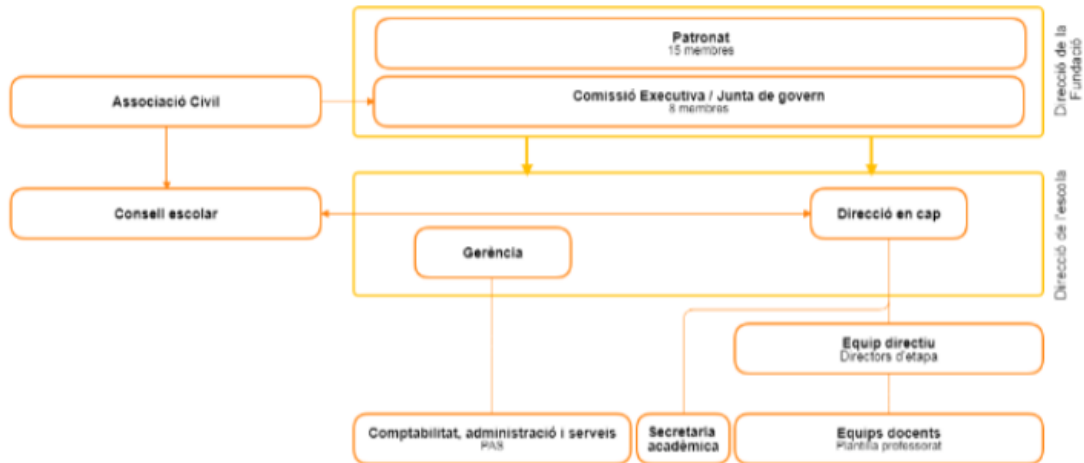 Patronat
15 membres
Direcció de la
Fundació
Associació Civil
Comissió Executiva / Junta de govern
8 membres
Consell escolar
Direcció en cap
Direcció de l'escola
Gerència
Equip directiu
Directors d'etapa
Comptabilitat, administració i serveis
PAS
Secretaria
acadèmica
Equips docents
Plantilla professorat